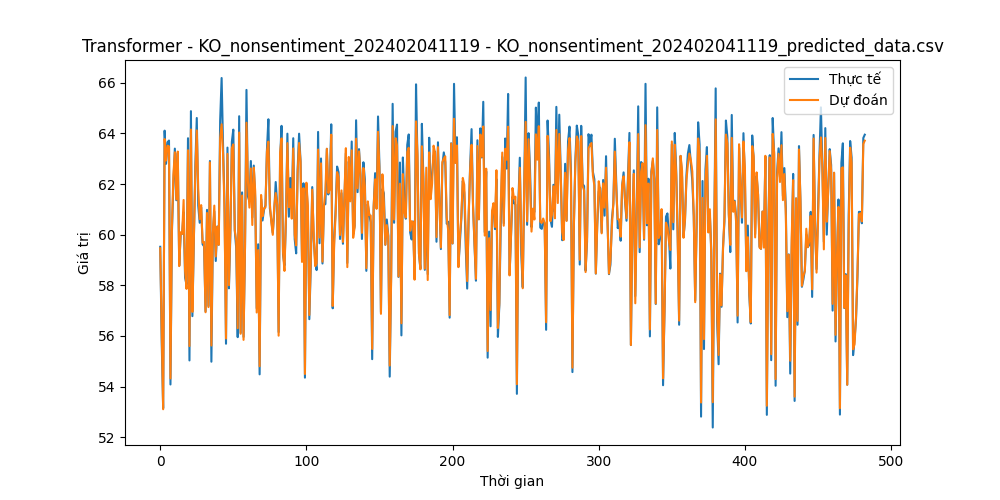 Transformer - KO_nonsentiment_202402041119 - KO_nonsentiment_202402041119_predicted_data.csv
Thực tế
Dự đoán
Giá trị
66
64
62
60
58
56
54
52
0
100
200
300
400
500
Thời gian